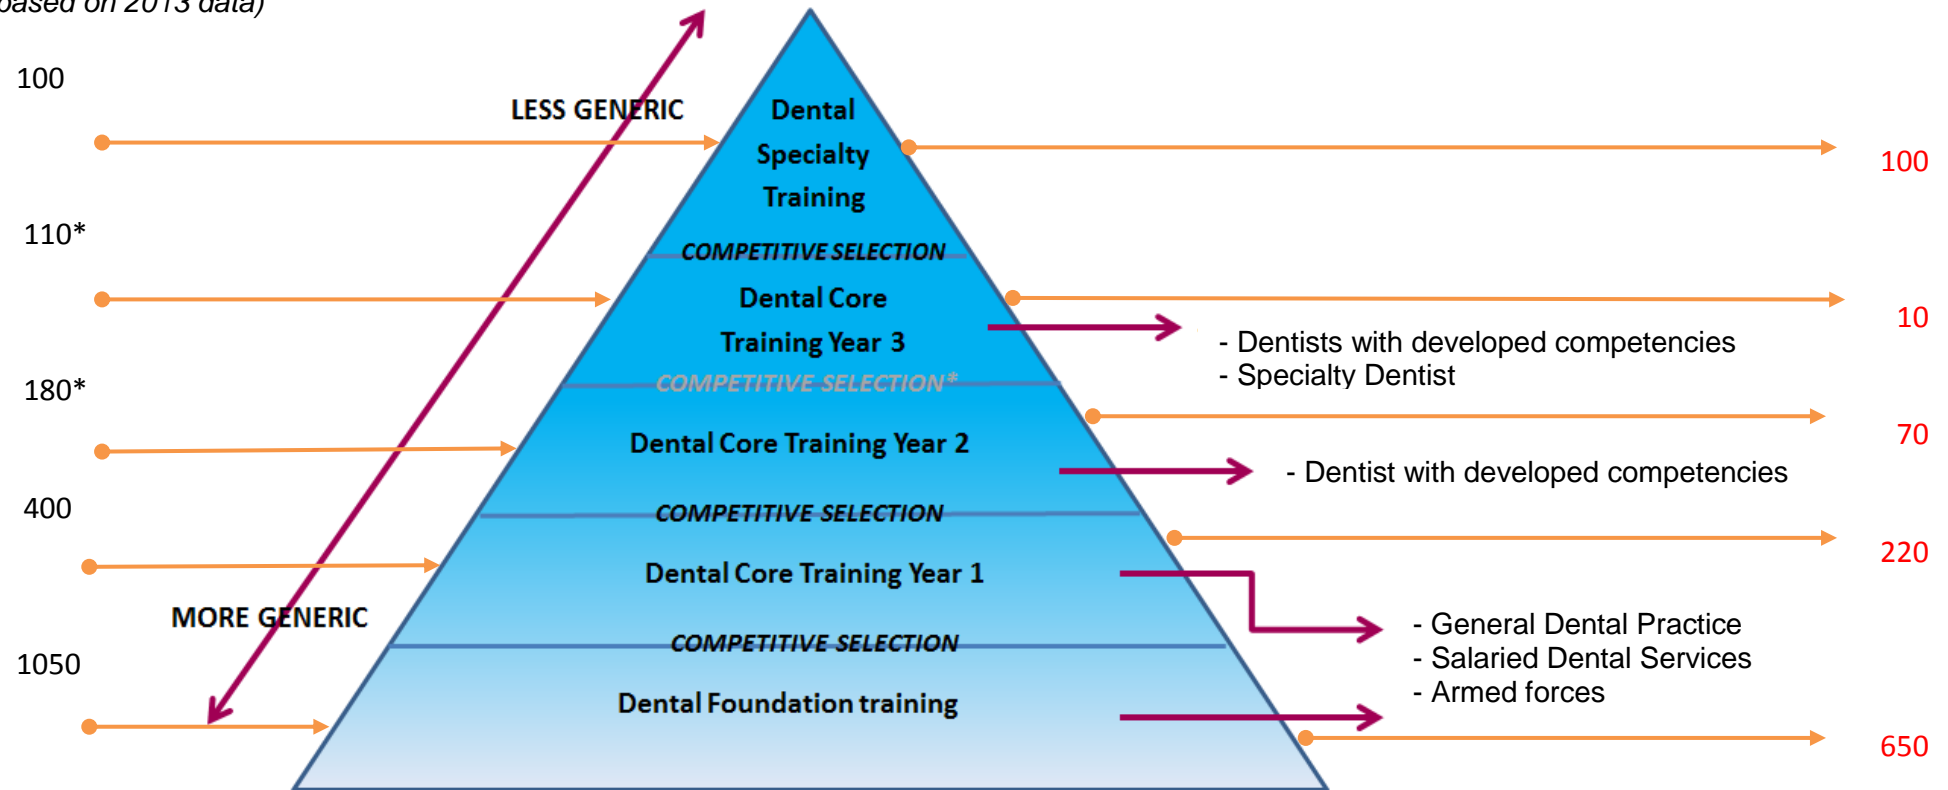 based on 2013 data)
100
LESS GENERIC
Dental
Specialty
Training
100
110*
COMPETITIVE SELECTION
Dental Core
Training Year 3
10
- Dentists with developed competencies
- Specialty Dentist
180*
COMPETITIVE SELECTION*
70
Dental Core Training Year 2
- Dentist with developed competencies
400
COMPETITIVE SELECTION
220
Dental Core Training Year 1
MORE GENERIC
- General Dental Practice
- Salaried Dental Services
- Armed forces
1050
COMPETITIVE SELECTION
Dental Foundation training
650